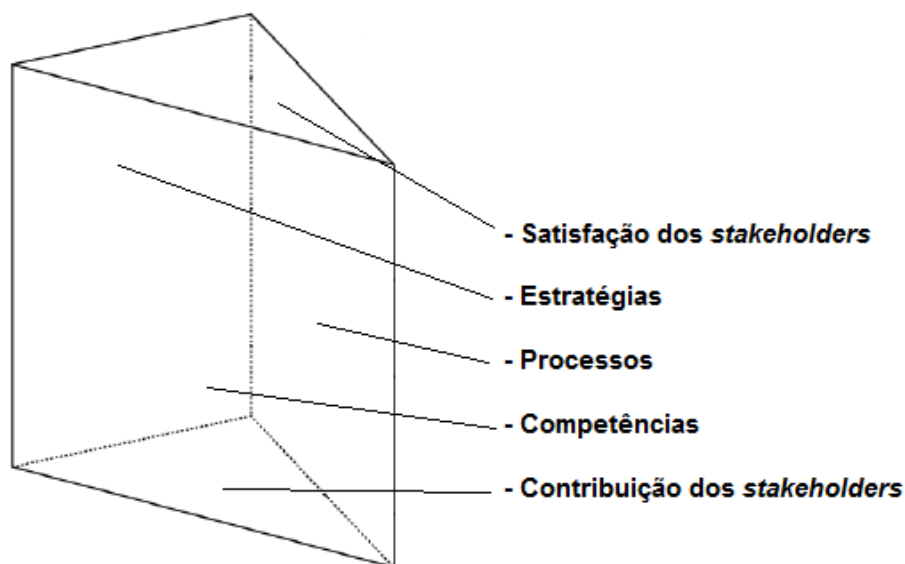 - Satisfação dos stakeholders
- Estratégias
- Processos
- Competências
- Contribuição dos stakeholders